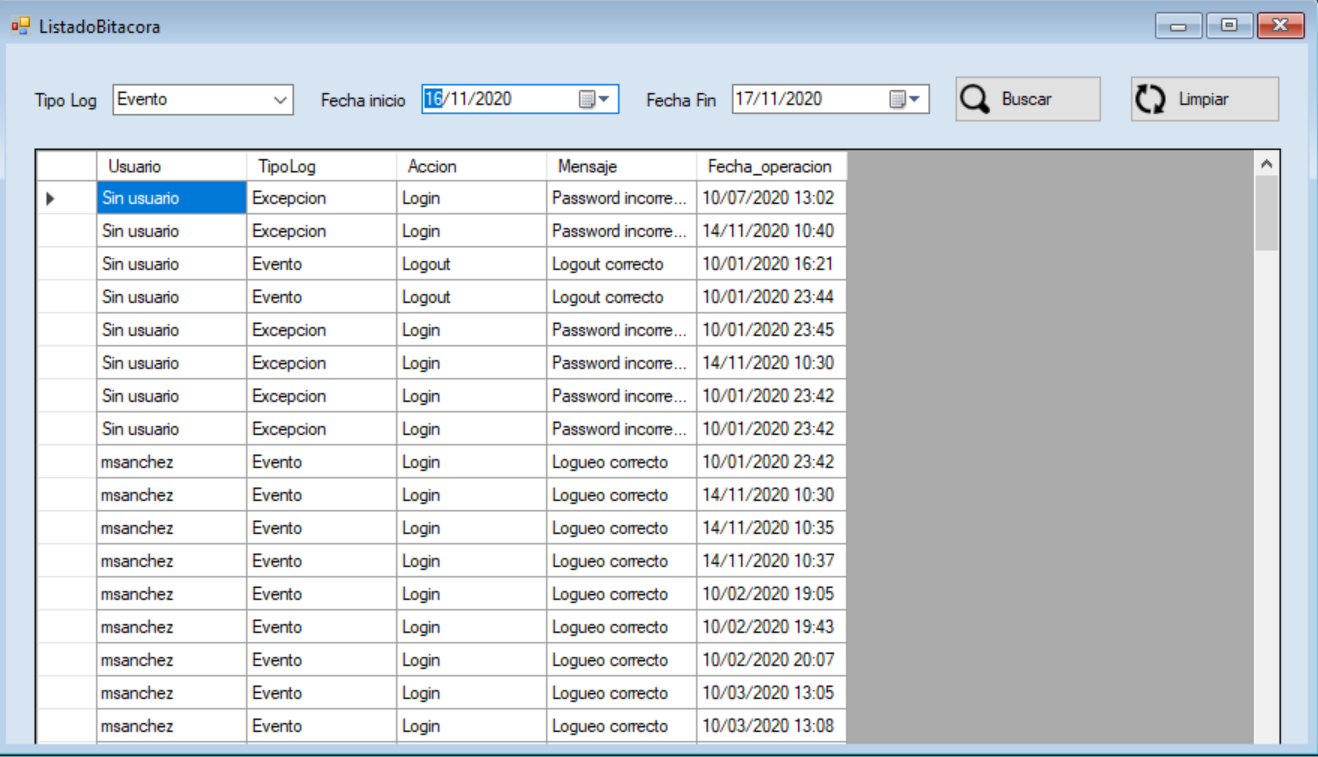 ListadoBitacora
Tipo Log Evento Fecha inicio 16/11/2020 Fecha Fin 17/11/2020 Buscar Limpiar
Usuario TipoLog Accion Mensaje Fecha_operacion
Sin usuario Excepcion Login Password incorre... 10/07/2020 13:02
Sin usuario Excepcion Login Password incorre... 14/11/2020 10:40
Sin usuario Evento Logout Logout correcto 10/01/2020 16:21
Sin usuario Evento Logout Logout correcto 10/01/2020 23:44
Sin usuario Excepcion Login Password incorre... 10/01/2020 23:45
Sin usuario Excepcion Login Password incorre... 14/11/2020 10:30
Sin usuario Excepcion Login Password incorre... 10/01/2020 23:42
Sin usuario Excepcion Login Password incorre... 10/01/2020 23:42
msanchez Evento Login Logueo correcto 10/01/2020 23:42
msanchez Evento Login Logueo correcto 14/11/2020 10:30
msanchez Evento Login Logueo correcto 14/11/2020 10:35
msanchez Evento Login Logueo correcto 14/11/2020 10:37
msanchez Evento Login Logueo correcto 10/02/2020 19:05
msanchez Evento Login Logueo correcto 10/02/2020 19:43
msanchez Evento Login Logueo correcto 10/02/2020 20:07
msanchez Evento Login Logueo correcto 10/03/2020 13:05
msanchez Evento Login Logueo correcto 10/03/2020 13:08